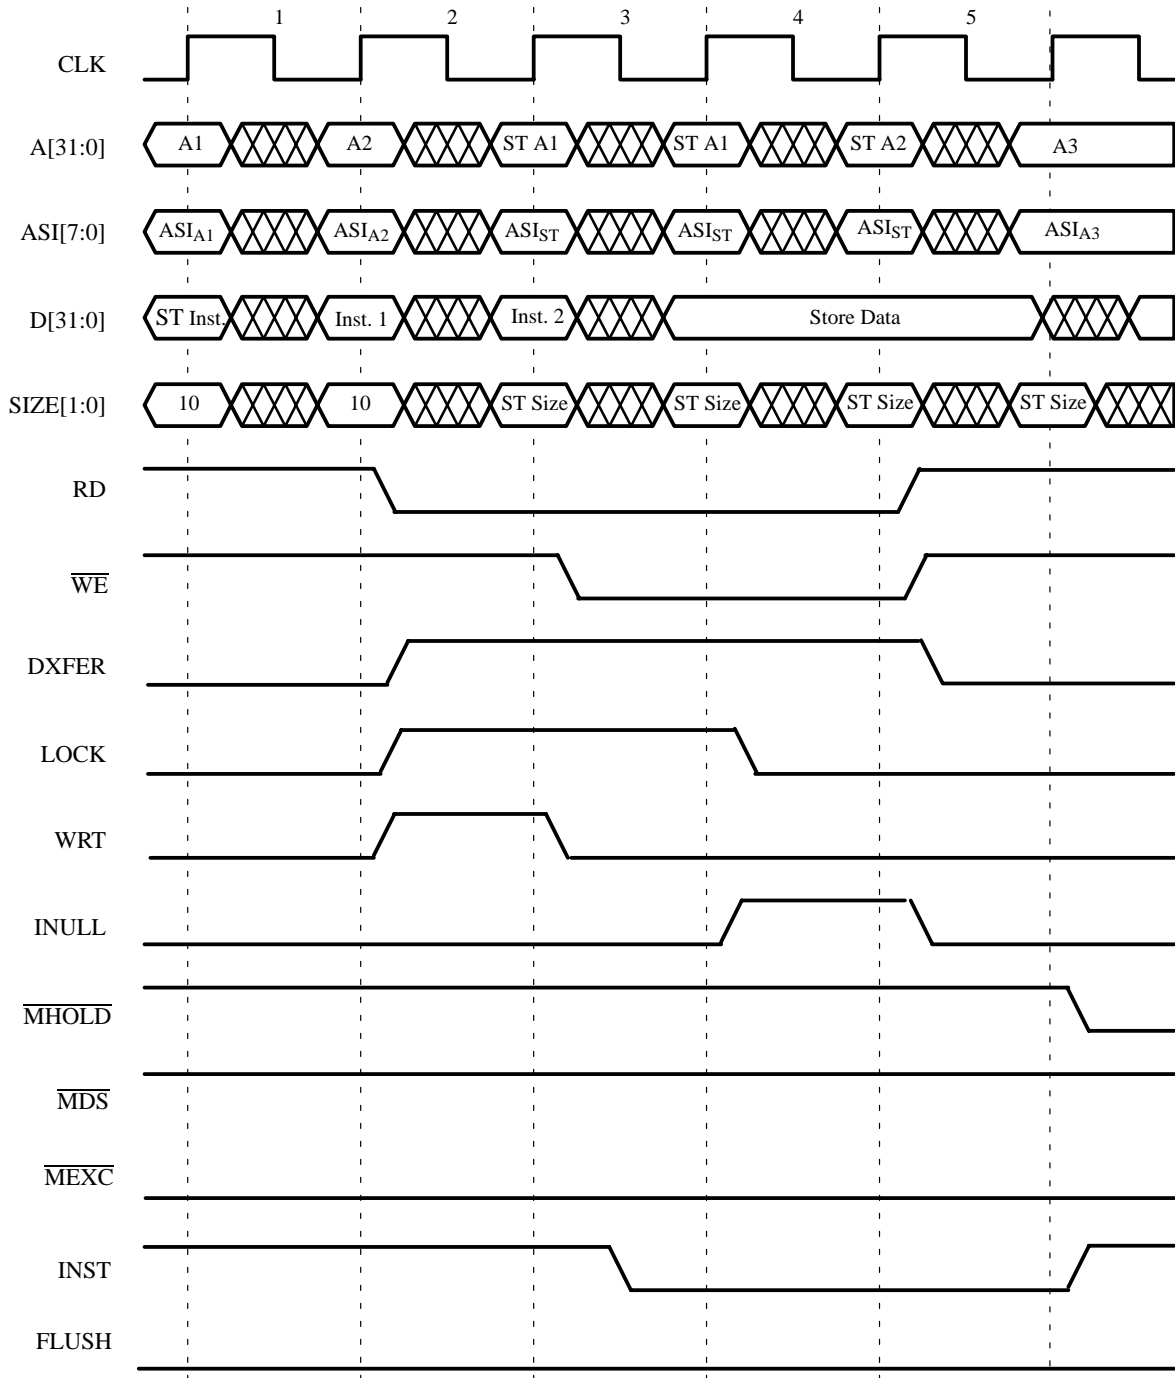 1 2 3 4 5
CLK
A[31:0] A1 A2 ST A1 ST A1 ST A2 A3
ASI[7:0] ASIA1 ASIA2 ASIST ASIST ASIST ASIA3
D[31:0] ST Inst. Inst. 1 Inst. 2 Store Data
SIZE[1:0] 10 10 ST Size ST Size ST Size ST Size
RD
WE
DXFER
LOCK
WRT
INULL
MHOLD
MDS
MEXC
INST
FLUSH